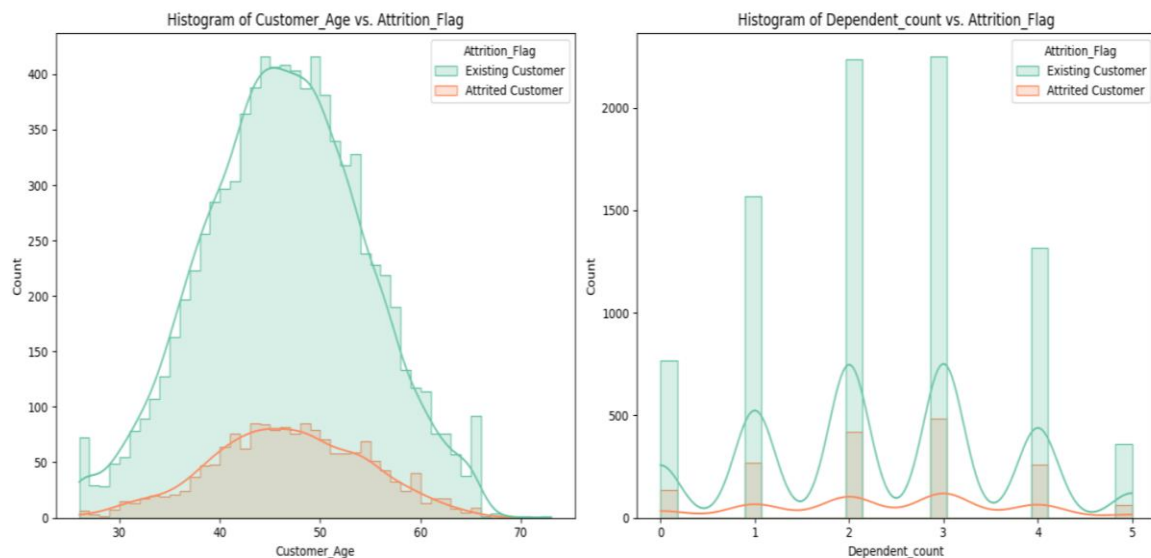 Histogram of Customer_Age vs. Attrition_Flag
Attrition_Flag
Existing Customer
Attrited Customer
400
350
300
250
200
150
100
50
0
Count
30
40
50
60
70
Customer_Age
Histogram of Dependent_count vs. Attrition_Flag
Attrition_Flag
Existing Customer
Attrited Customer
2000
1500
1000
500
0
Count
0
1
2
3
4
5
Dependent_count